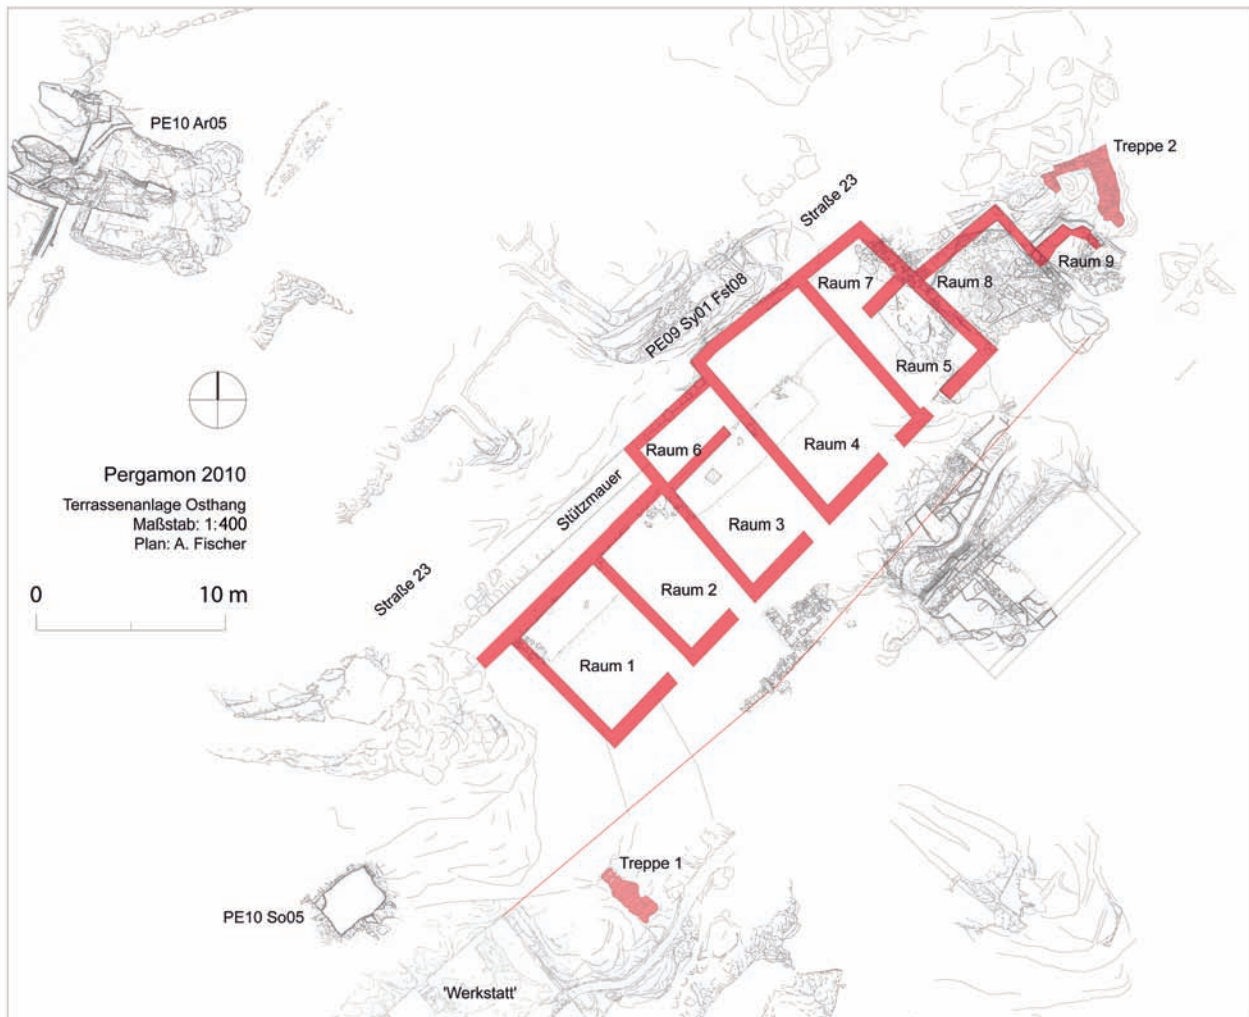 PE10 Ar05
Treppe 2
Straße 23
Raum 9
Raum 7
Raum 8
PE09 Sy01 Fst08
Raum 5
Raum 4
Raum 6
Stützmauer
Raum 3
Raum 2
Raum 1
Straße 23
Pergamon 2010
Terrassenanlage Osthang
Maßstab: 1:400
Plan: A. Fischer
0 10 m
Treppe 1
PE10 So05
'Werkstatt'